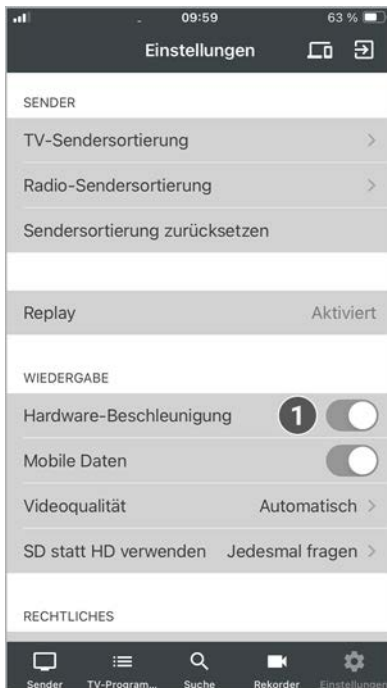 09:59
63 %
Einstellungen
SENDER
TV-Sendersortierung
Radio-Sendersortierung
Sendersortierung zurücksetzen
Replay Aktiviert
WIEDERGABE
Hardware-Beschleunigung 1
Mobile Daten
Videoqualität Automatisch
SD statt HD verwenden Jedesmal fragen
RECHTLICHES
Sender TV-Program... Suche Rekorder Einstellungen